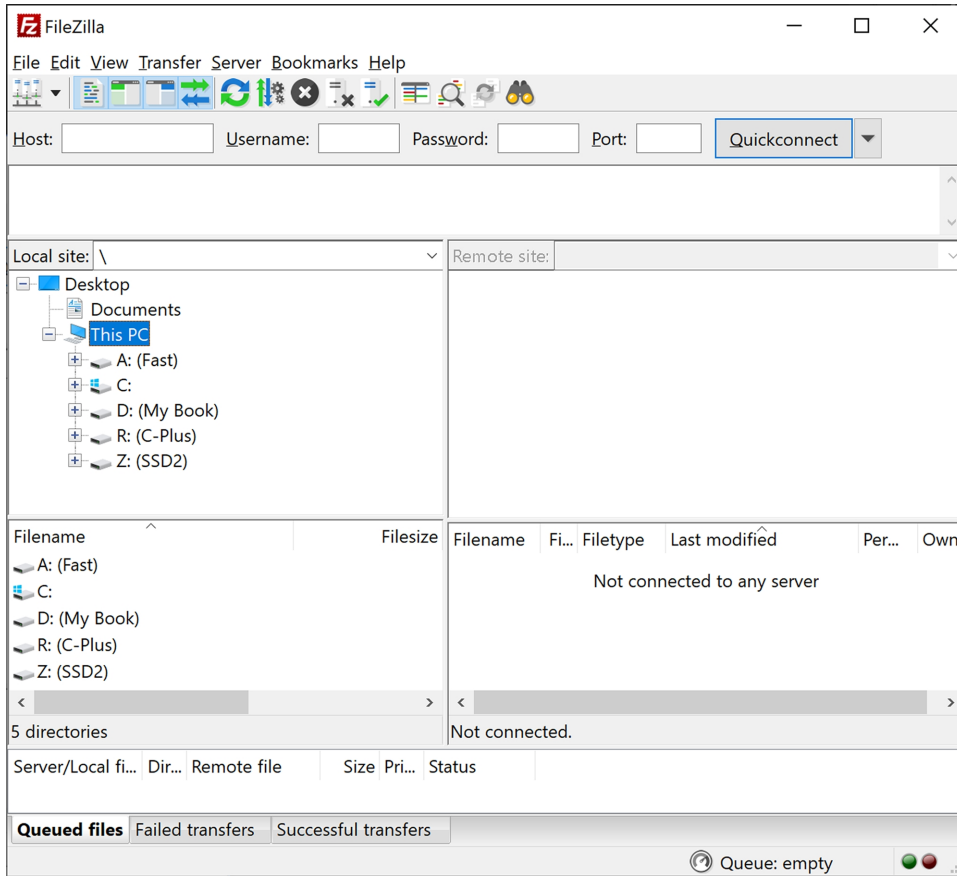 FileZilla
File Edit View Transfer Server Bookmarks Help
Host: Username: Password: Port: Quickconnect
Local site: \
Remote site:
Desktop
Documents
This PC
A: (Fast)
C:
D: (My Book)
R: (C-Plus)
Z: (SSD2)
Filename Filesize
A: (Fast)
C:
D: (My Book)
R: (C-Plus)
Z: (SSD2)
5 directories
Filename Fi... Filetype Last modified Per... Own
Not connected to any server
Not connected.
Server/Local fi... Dir... Remote file Size Pri... Status
Queued files Failed transfers Successful transfers
Queue: empty